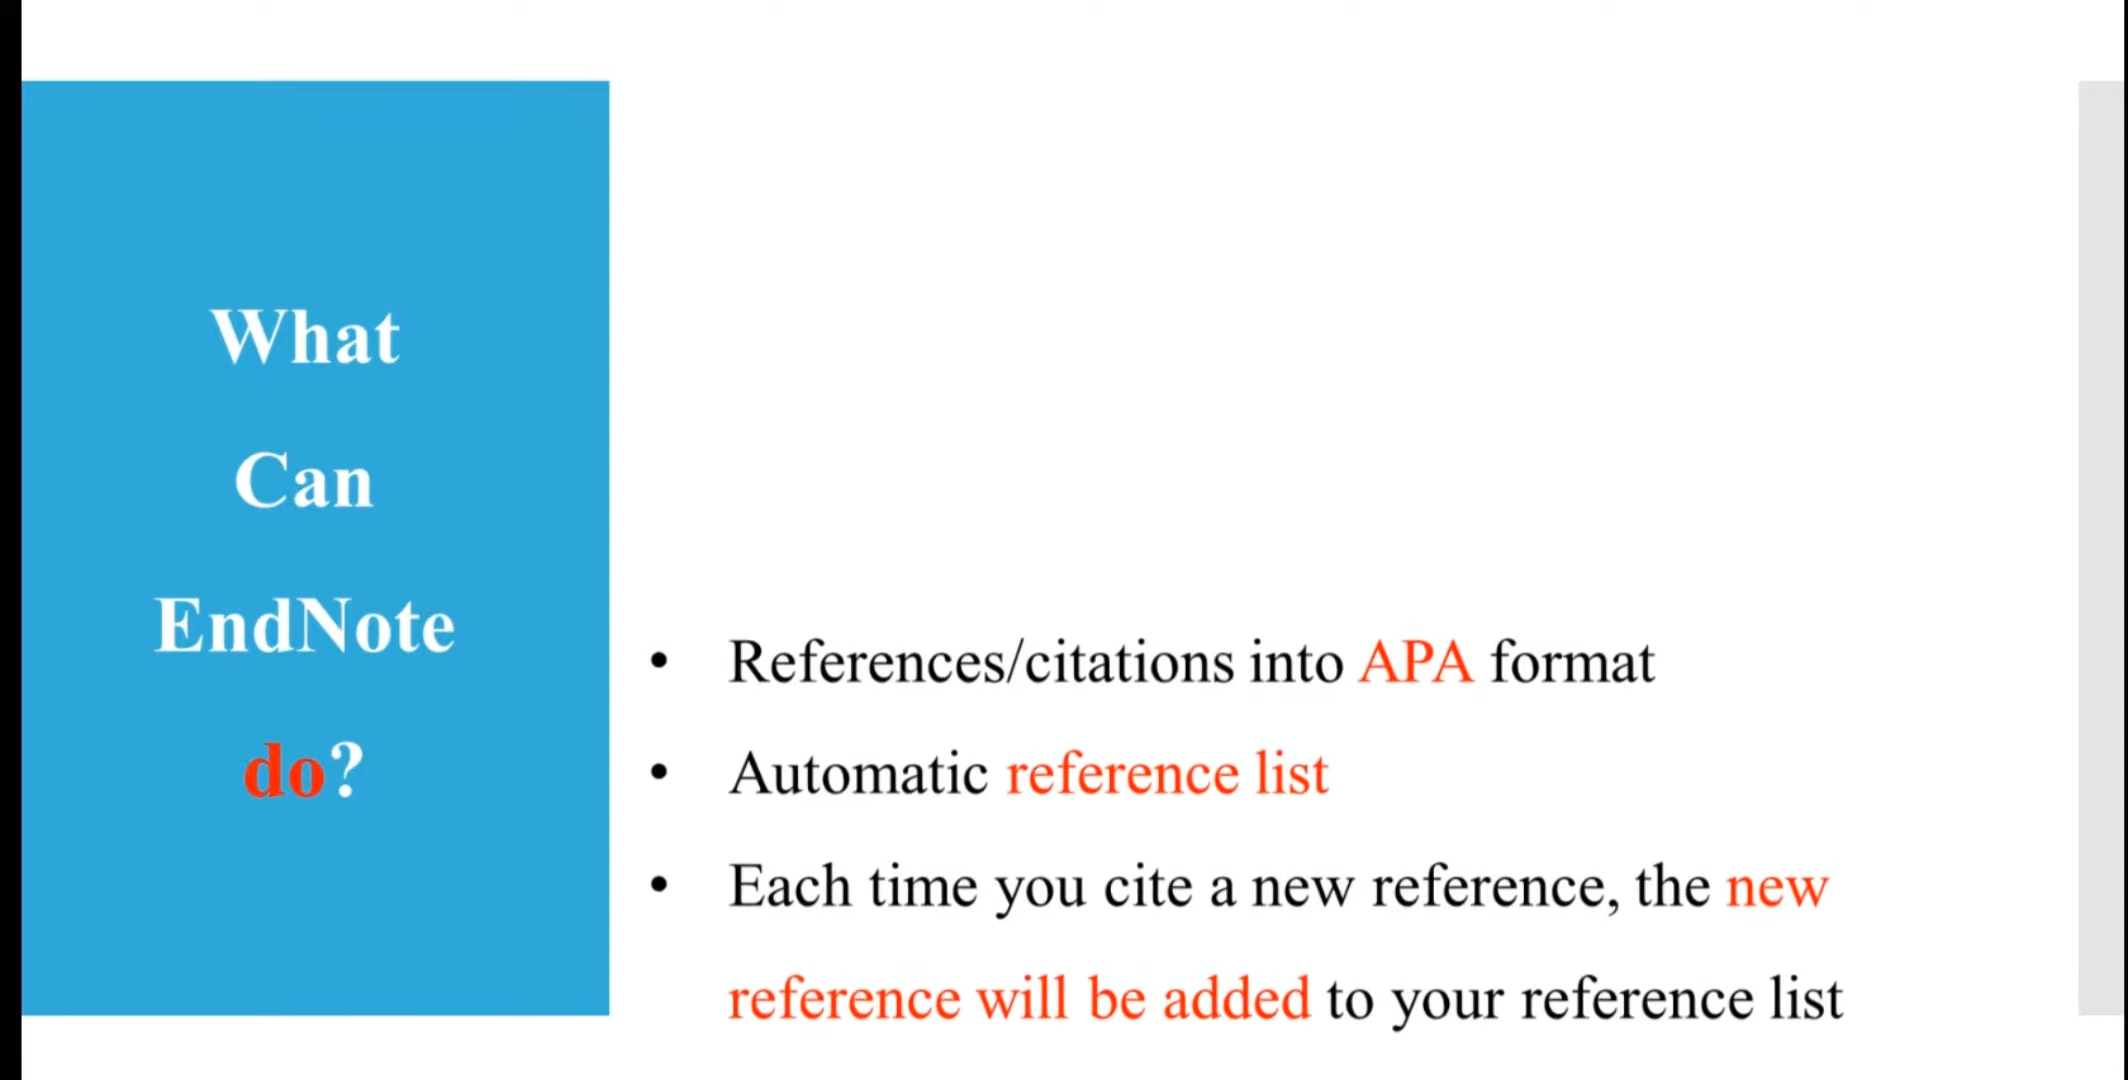 What
Can
EndNote
do?
• References/citations into APA format
• Automatic reference list
• Each time you cite a new reference, the new
reference will be added to your reference list